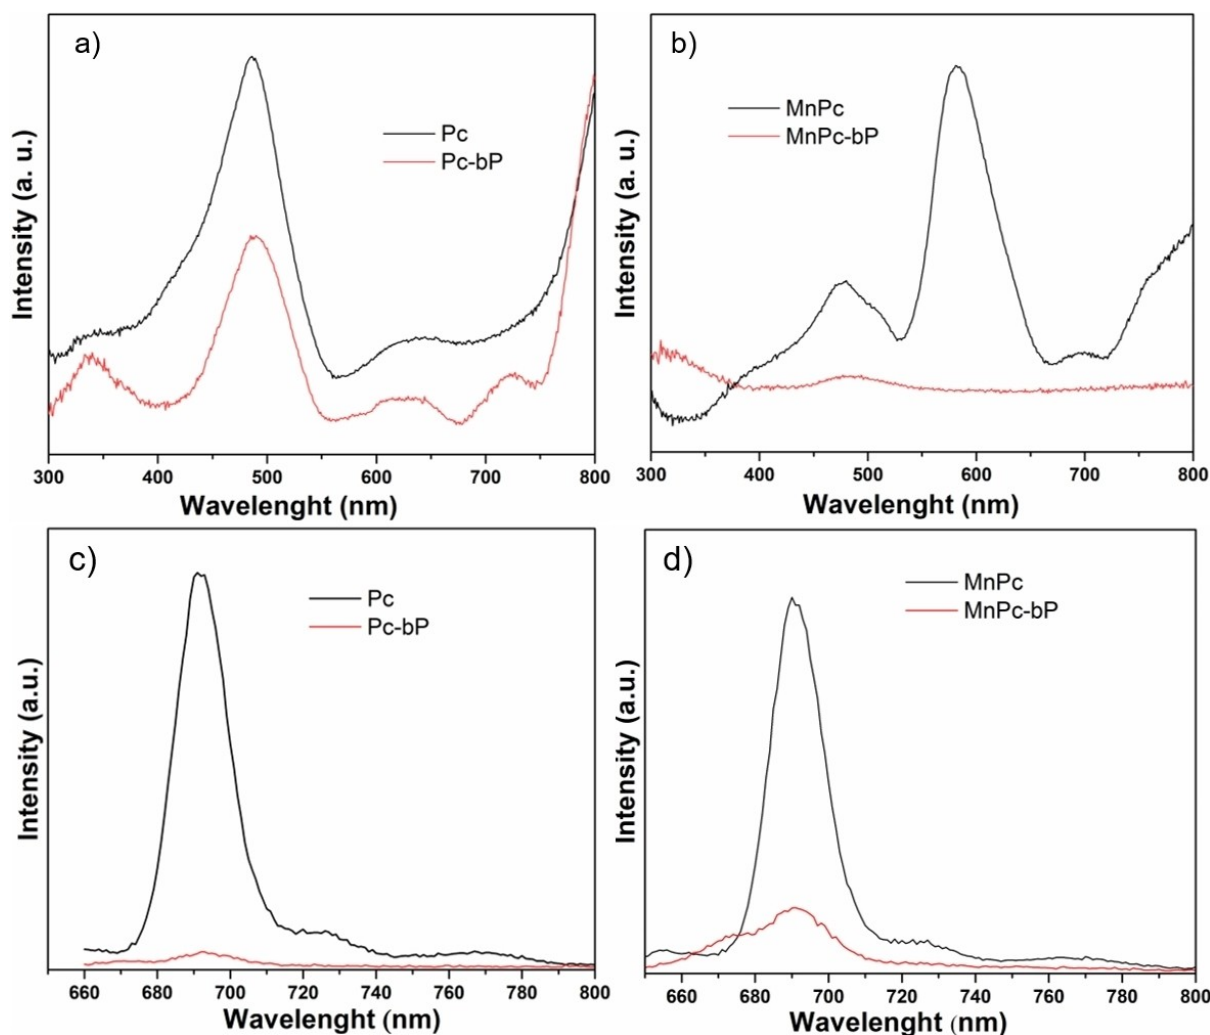 a)
Pc
Pc-bP
Intensity (a. u.)
300 400 500 600 700 800
Wavelenght (nm)
b)
MnPc
MnPc-bP
Intensity (a. u.)
300 400 500 600 700 800
Wavelenght (nm)
c)
Pc
Pc-bP
Intensity (a.u.)
660 680 700 720 740 760 780 800
Wavelenght (nm)
d)
MnPc
MnPc-bP
Intensity (a.u.)
660 680 700 720 740 760 780 800
Wavelenght (nm)